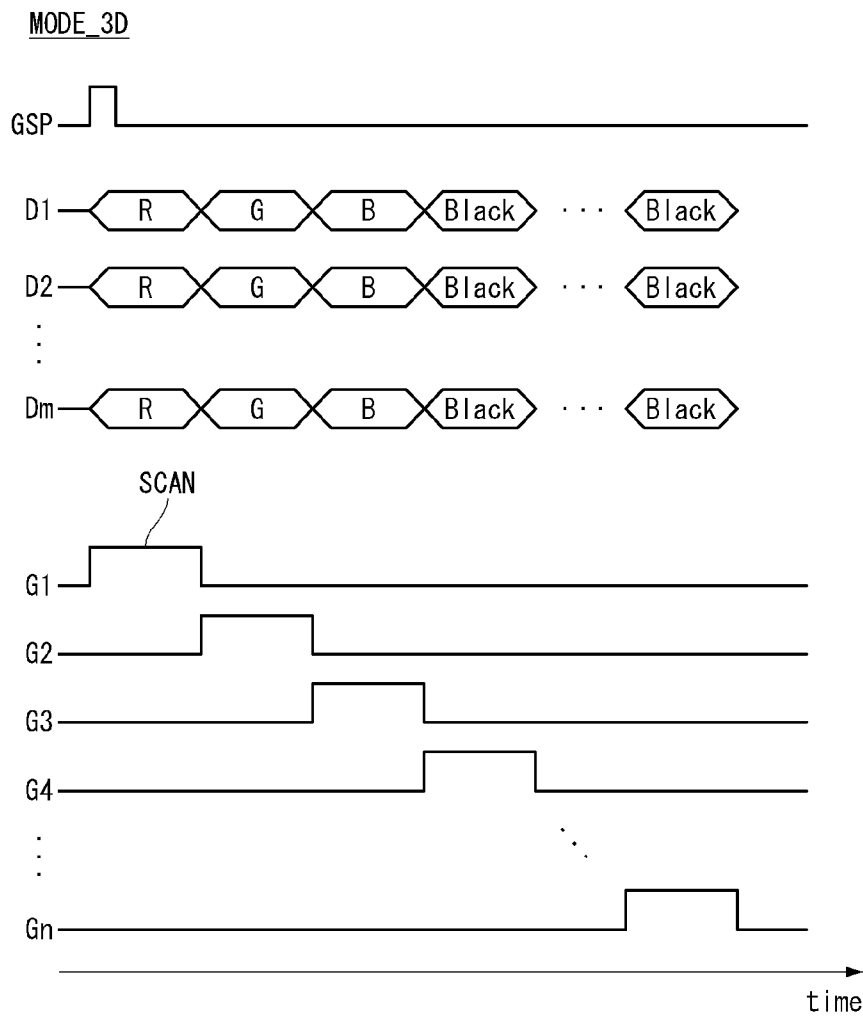 MODE_3D
GSP
D1 R G B Black . . . Black
D2 R G B Black . . . Black
Dm R G B Black . . . Black
SCAN
G1
G2
G3
G4
Gn
time